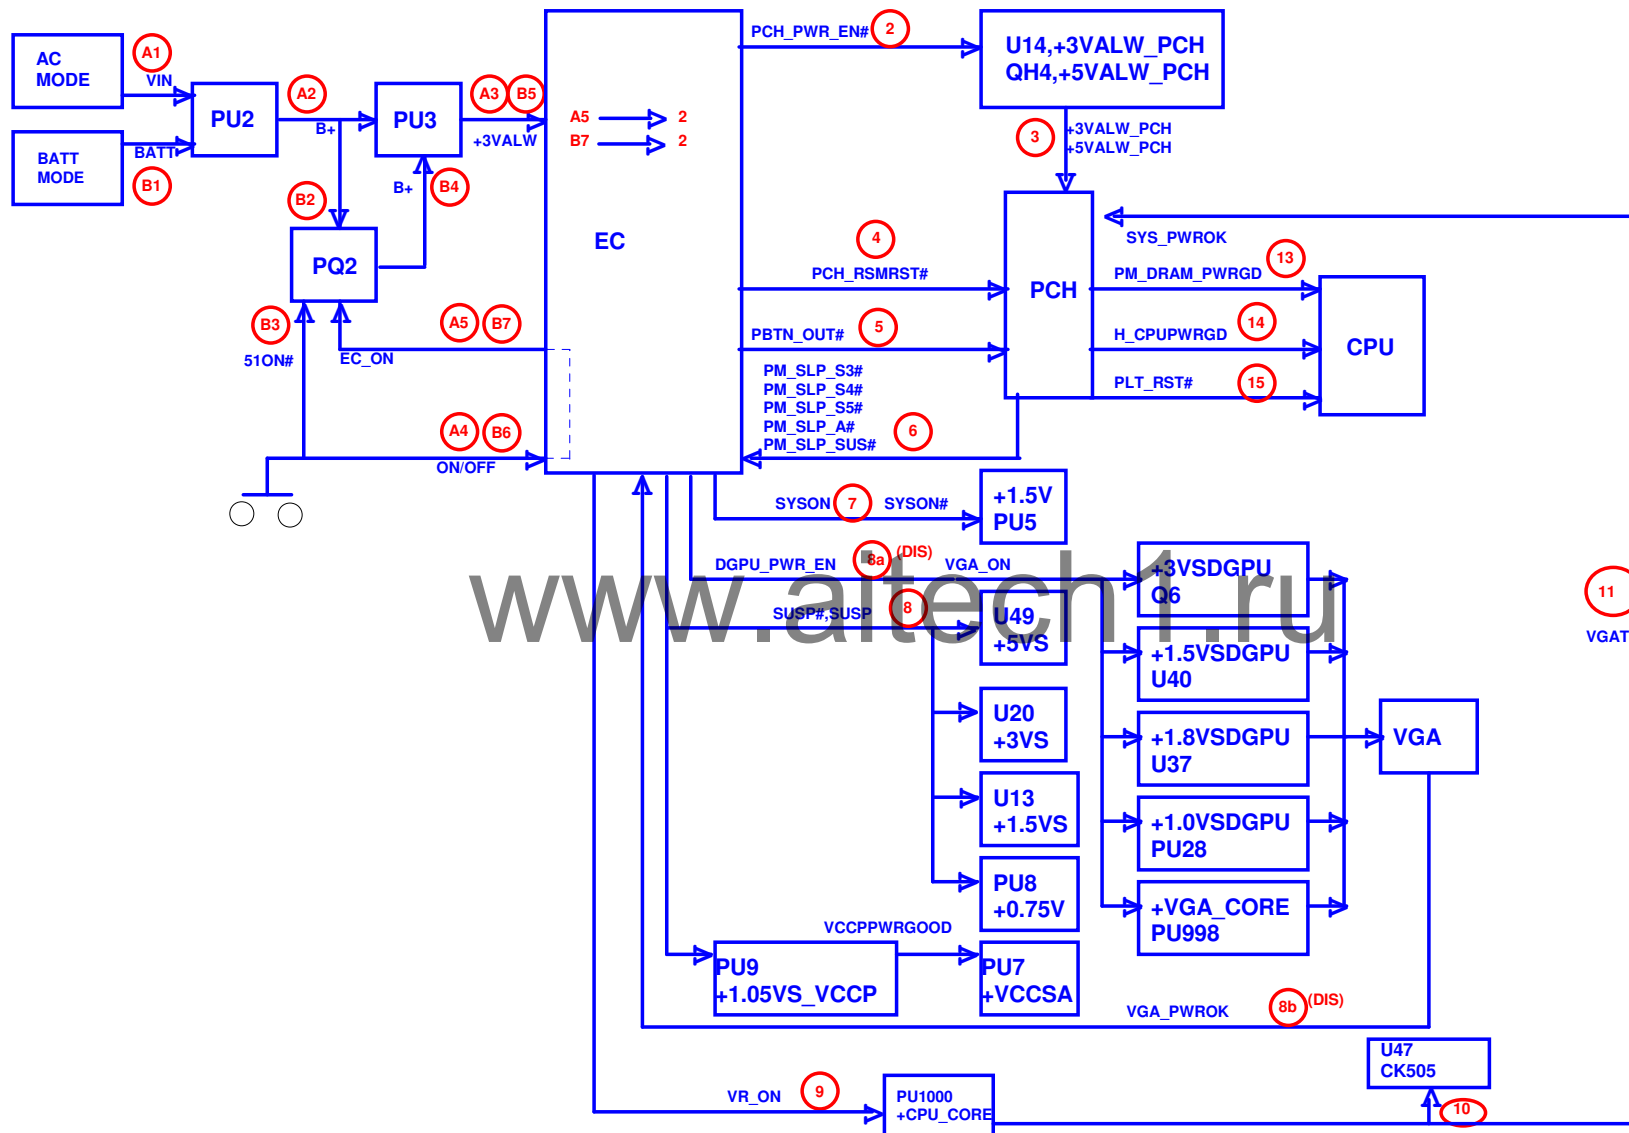 AC
MODE
A1
VIN
BATT
MODE
BATT
B1
PU2
A2
B+
PU3
A3
B5
+3VALW
B2
B+
B4
PQ2
B3
51ON#
A5
B7
EC_ON
A4
B6
ON/OFF
A5
2
B7
2
EC
PCH_PWR_EN#
2
U14,+3VALW_PCH
QH4,+5VALW_PCH
3
+3VALW_PCH
+5VALW_PCH
4
PCH_RSMRST#
PBTN_OUT#
5
PM_SLP_S3#
PM_SLP_S4#
PM_SLP_S5#
PM_SLP_A#
PM_SLP_SUS#
6
PCH
SYS_PWROK
PM_DRAM_PWRGD
13
H_CPUPWRGD
14
PLT_RST#
15
CPU
SYSON
7
SYSON#
+1.5V
PU5
DGPU_PWR_EN
8a
(DIS)
VGA_ON
SUSP#,SUSP
8
U49
+5VS
U20
+3VS
U13
+1.5VS
PU8
+0.75V
+3VSDGPU
Q6
+1.5VSDGPU
U40
+1.8VSDGPU
U37
+1.0VSDGPU
PU28
+VGA_CORE
PU998
VGA
11
VGAT
www.aitech1.ru
VCCPPWRGOOD
PU9
+1.05VS_VCCP
PU7
+VCCSA
VGA_PWROK
8b
(DIS)
U47
CK505
VR_ON
9
PU1000
+CPU_CORE
10